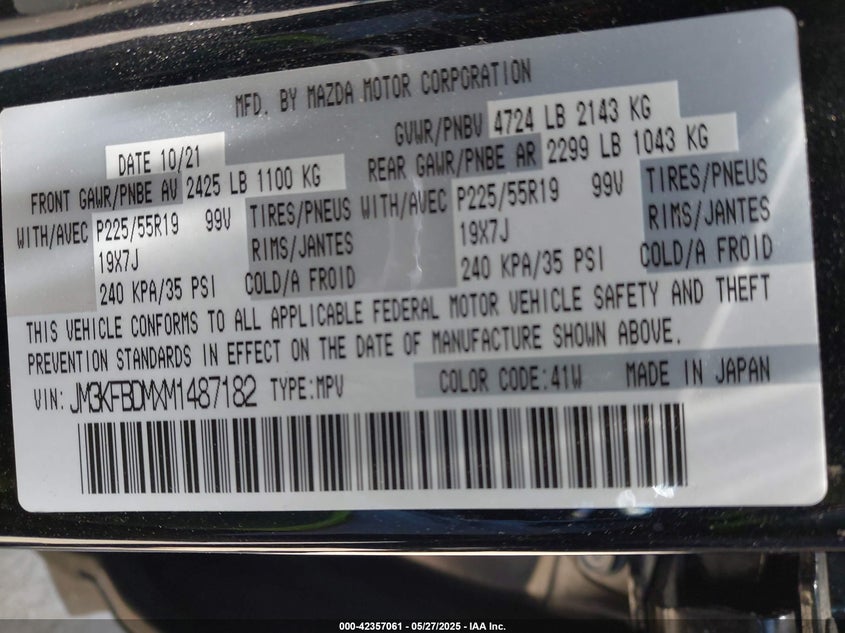 MFD. BY MAZDA MOTOR CORPORATION
DATE 10/21 GVWR/PNBV 4724 LB 2143 KG
FRONT GAWR/PNBE AV 2425 LB 1100 KG REAR GAWR/PNBE AR 2299 LB 1043 KG
WITH/AVEC P225/55R19 99V TIRES/PNEUS WITH/AVEC P225/55R19 99V TIRES/PNEUS
19X7J RIMS/JANTES 19X7J RIMS/JANTES
240 KPA/35 PSI COLD/A FROID 240 KPA/35 PSI COLD/A FROID
THIS VEHICLE CONFORMS TO ALL APPLICABLE FEDERAL MOTOR VEHICLE SAFETY AND THEFT
PREVENTION STANDARDS IN EFFECT ON THE DATE OF MANUFACTURE SHOWN ABOVE.
VIN: JM3KFBDMXM1487182 TYPE:MPV COLOR CODE:41W MADE IN JAPAN
000-42357061 - 05/27/2025 - IAA Inc.